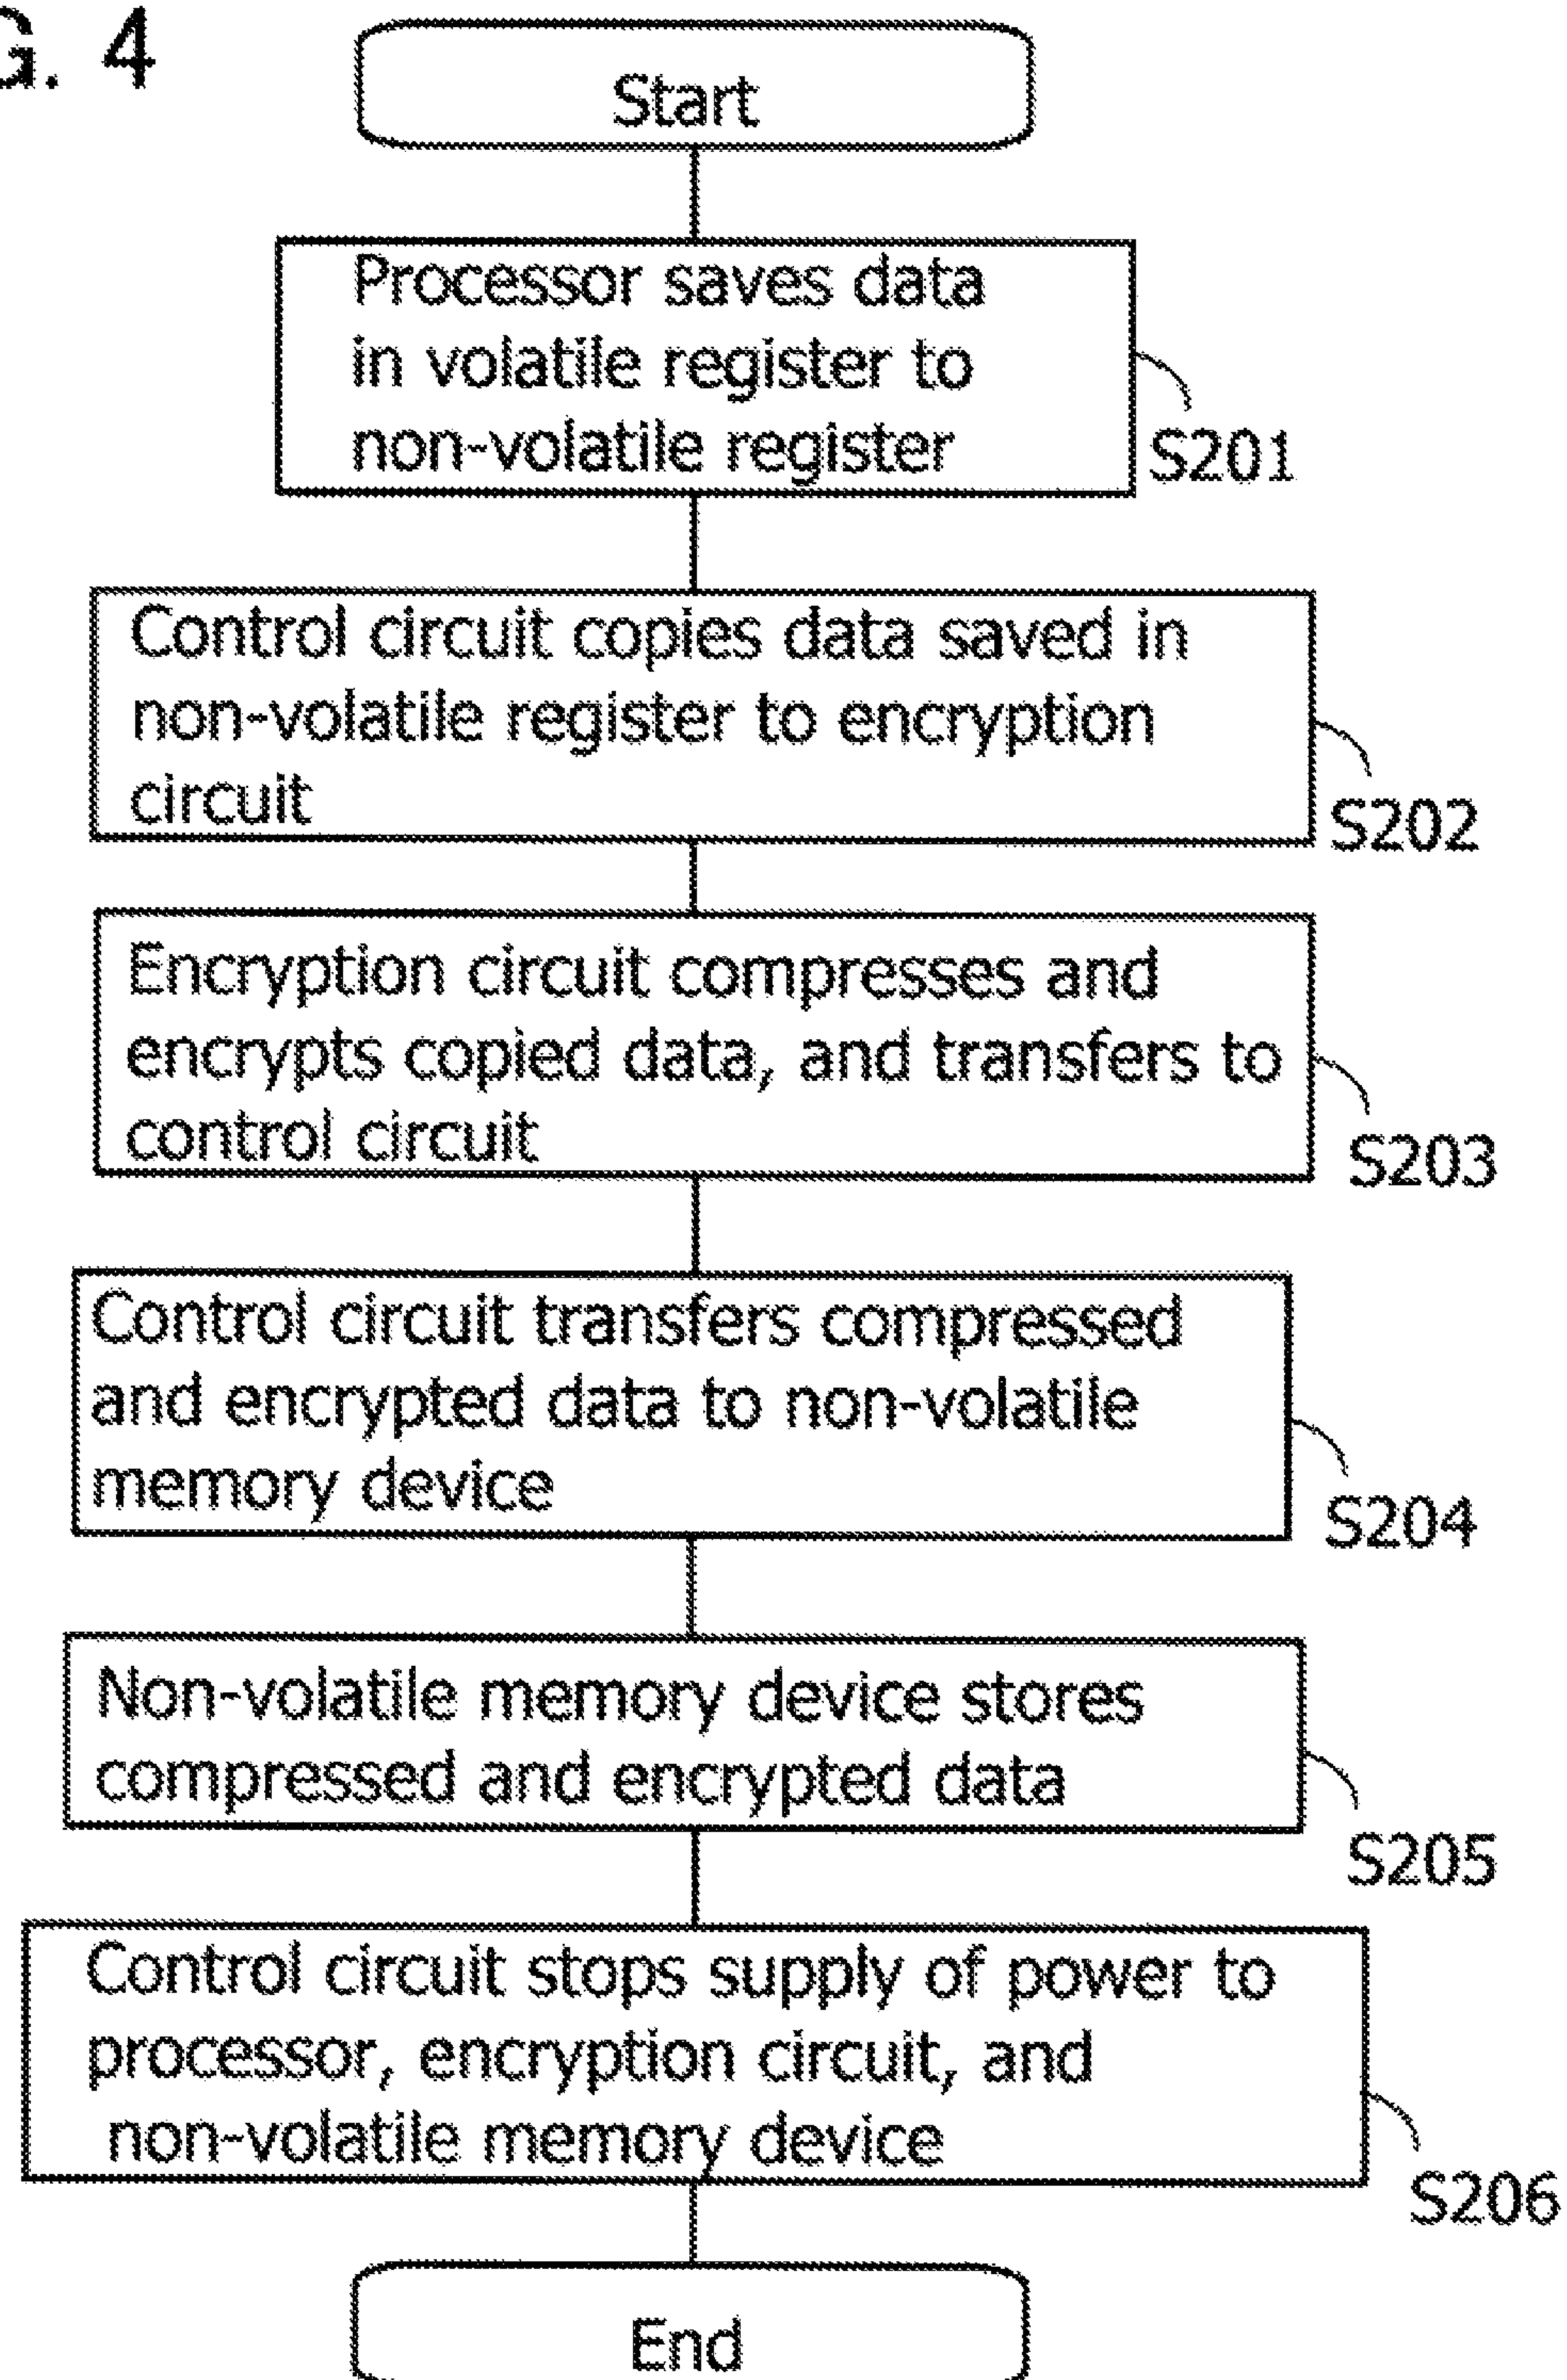 G. 4
Start
Processor saves data
in volatile register to
non-volatile register
S201
Control circuit copies data saved in
non-volatile register to encryption
circuit
S202
Encryption circuit compresses and
encrypts copied data, and transfers to
control circuit
S203
Control circuit transfers compressed
and encrypted data to non-volatile
memory device
S204
Non-volatile memory device stores
compressed and encrypted data
S205
Control circuit stops supply of power to
processor, encryption circuit, and
non-volatile memory device
S206
End